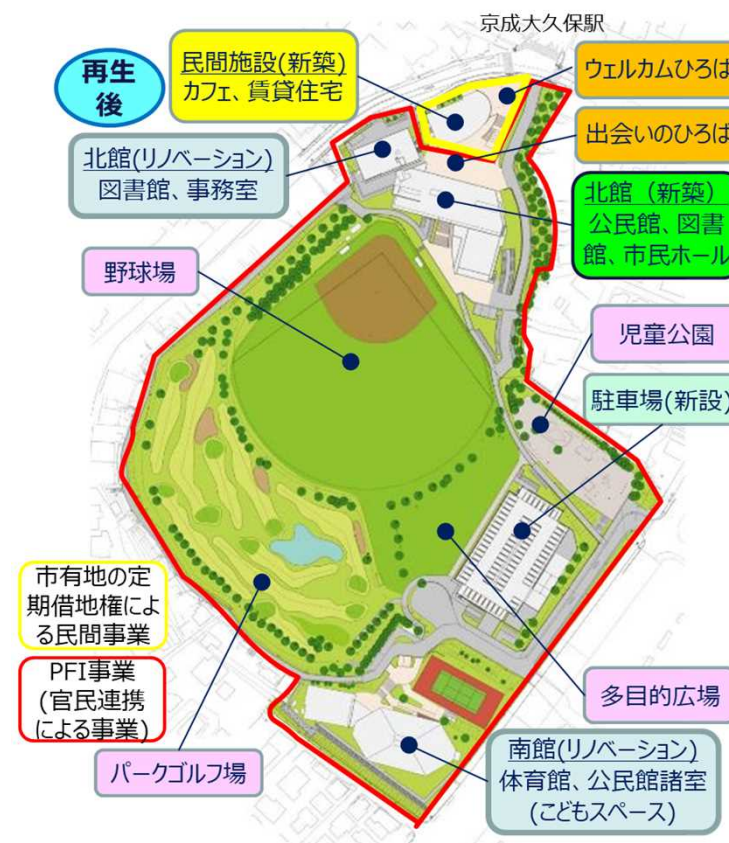 京成大久保駅
再生
後
民間施設(新築)
カフェ、賃貸住宅
ウェルカムひろば
出会いのひろば
北館(リノベーション)
図書館、事務室
北館（新築）
公民館、図書
館、市民ホール
野球場
児童公園
駐車場(新設)
市有地の定
期借地権によ
る民間事業
PFI事業
(官民連携
による事業)
パークゴルフ場
多目的広場
南館(リノベーション)
体育館、公民館諸室
(こどもスペース)